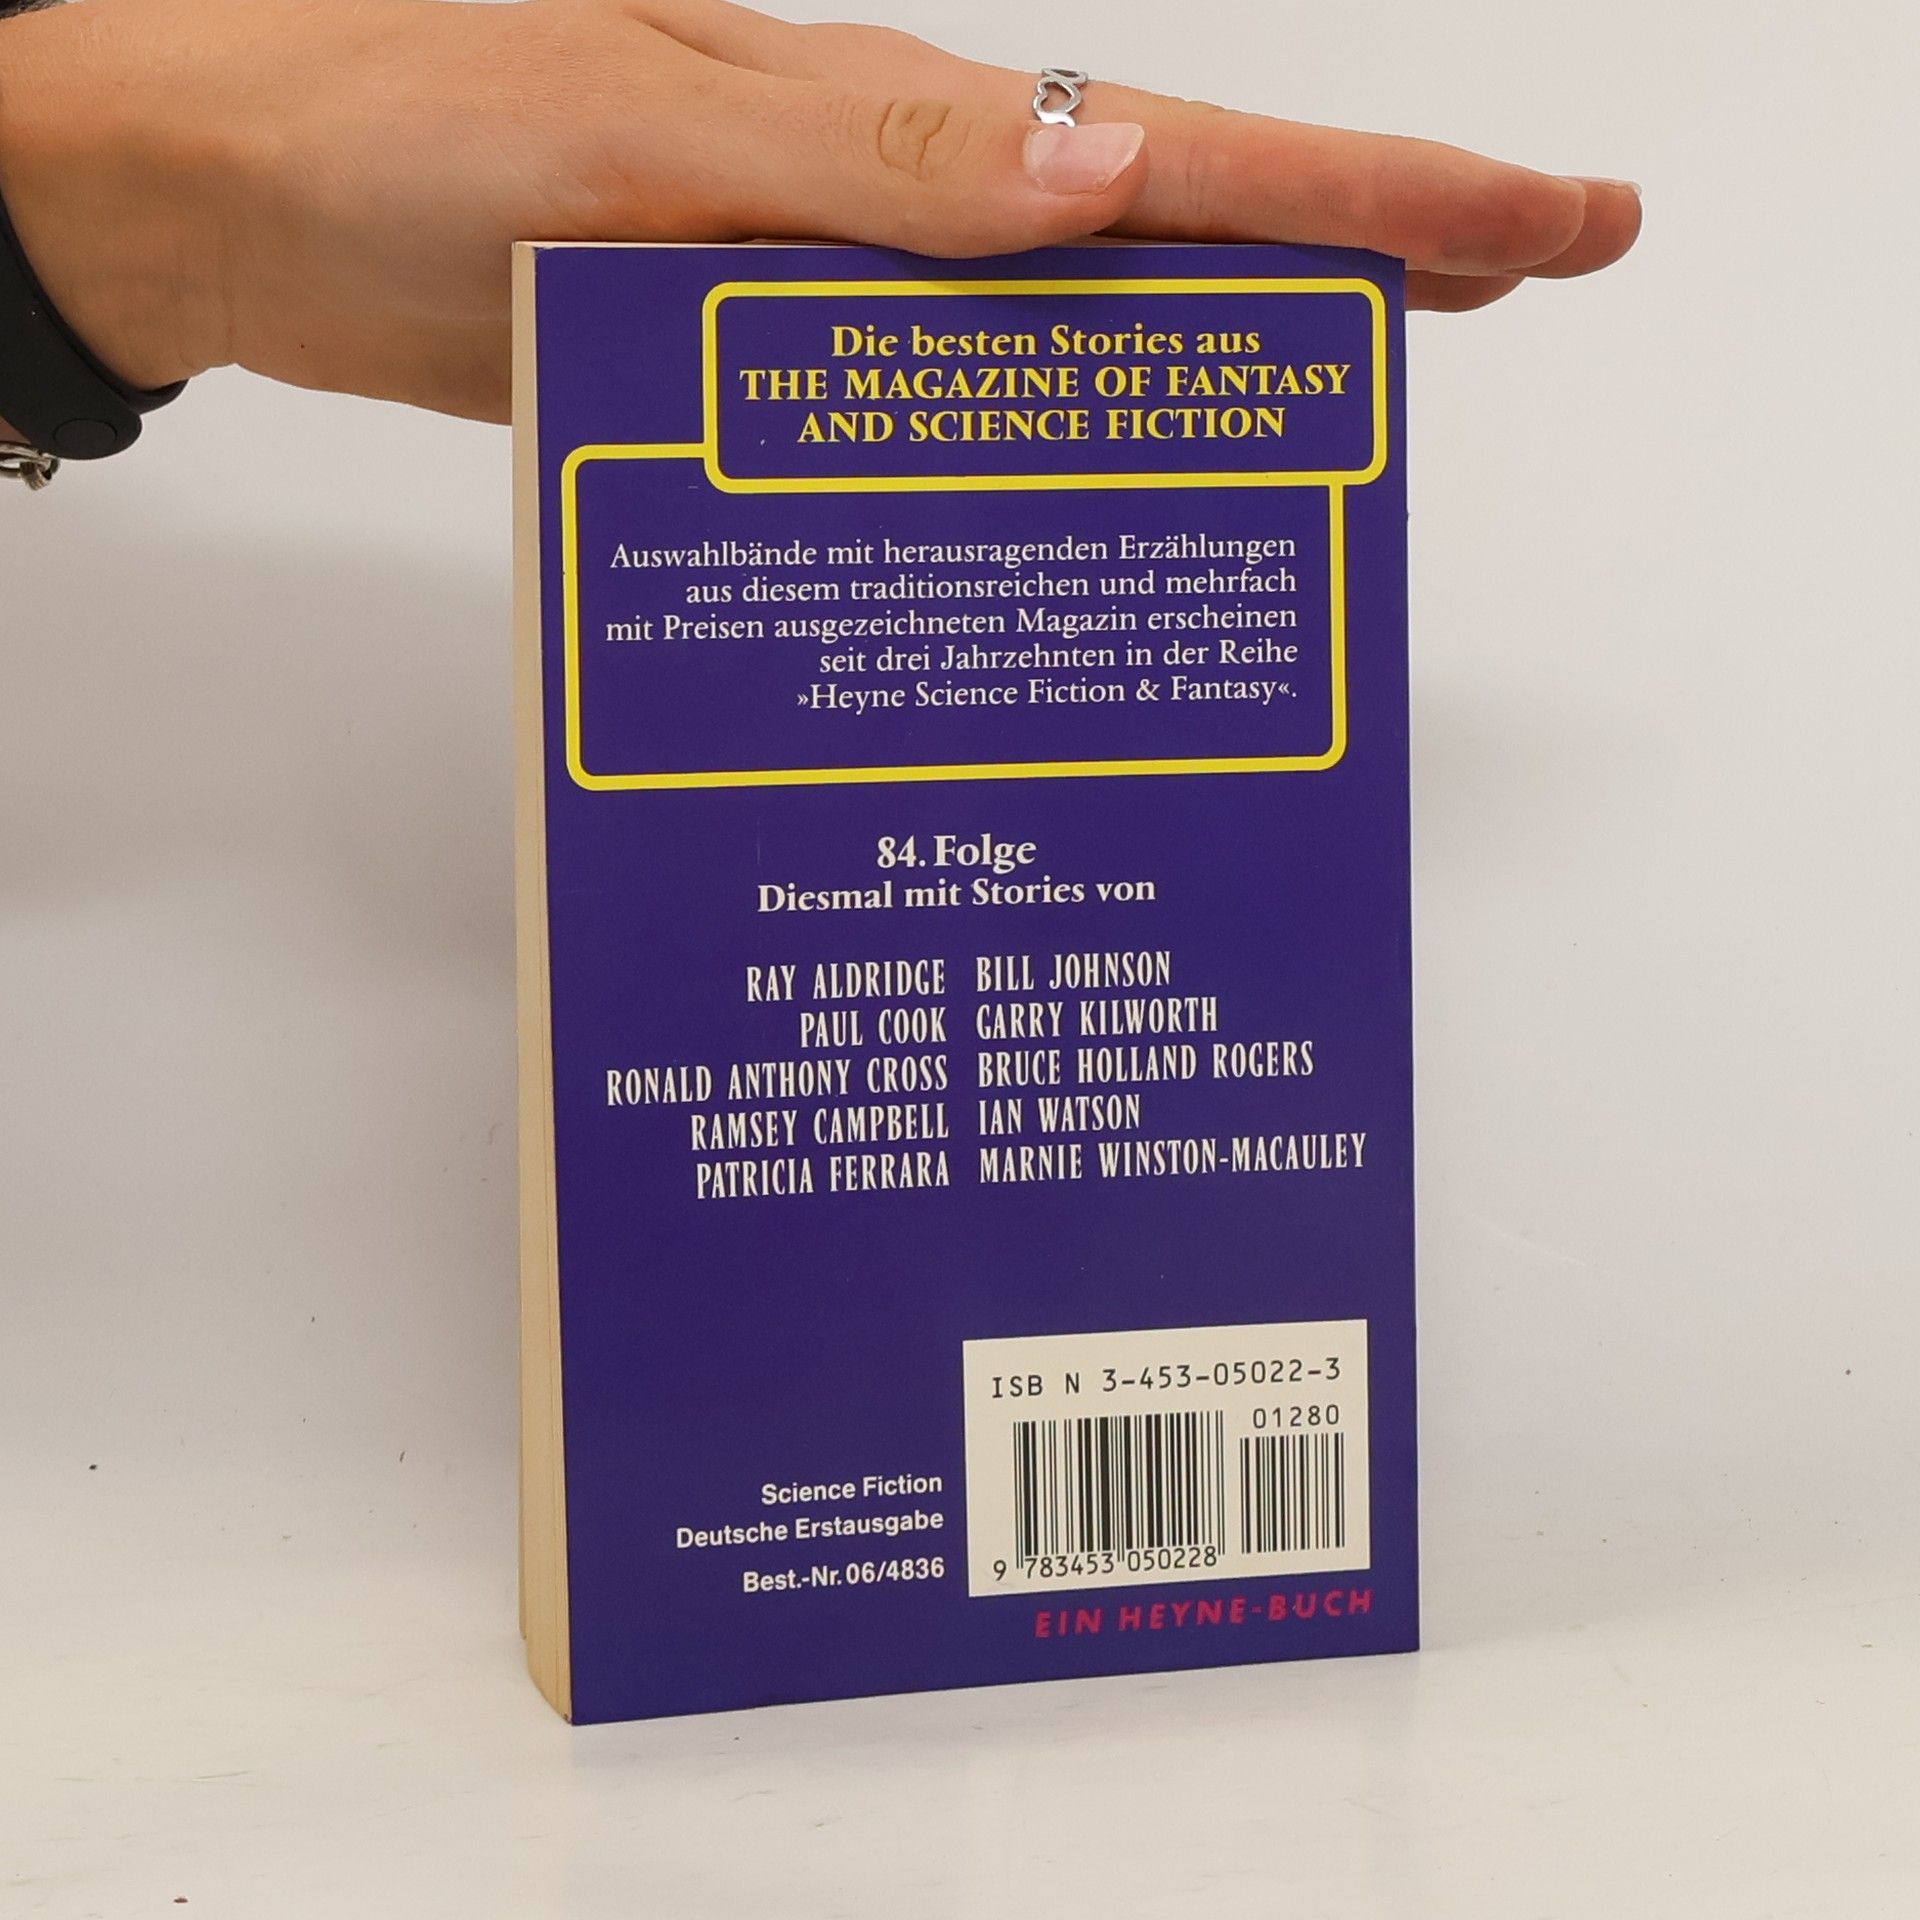 Die besten Stories aus
THE MAGAZINE OF FANTASY
AND SCIENCE FICTION
Auswahlbände mit herausragenden Erzählungen
aus diesem traditionsreichen und mehrfach
mit Preisen ausgezeichneten Magazin erscheinen
seit drei Jahrzehnten in der Reihe
»Heyne Science Fiction & Fantasy«.
84. Folge
Diesmal mit Stories von
RAY ALDRIDGE BILL JOHNSON
PAUL COOK GARRY KILWORTH
RONALD ANTHONY CROSS BRUCE HOLLAND ROGERS
RAMSEY CAMPBELL IAN WATSON
PATRICIA FERRARA MARNIE WINSTON-MACAULEY
ISB N 3-453-05022-3
01280
9 783453 050228
Science Fiction
Deutsche Erstausgabe
Best.-Nr. 06/4836
EIN HEYNE-BUCH